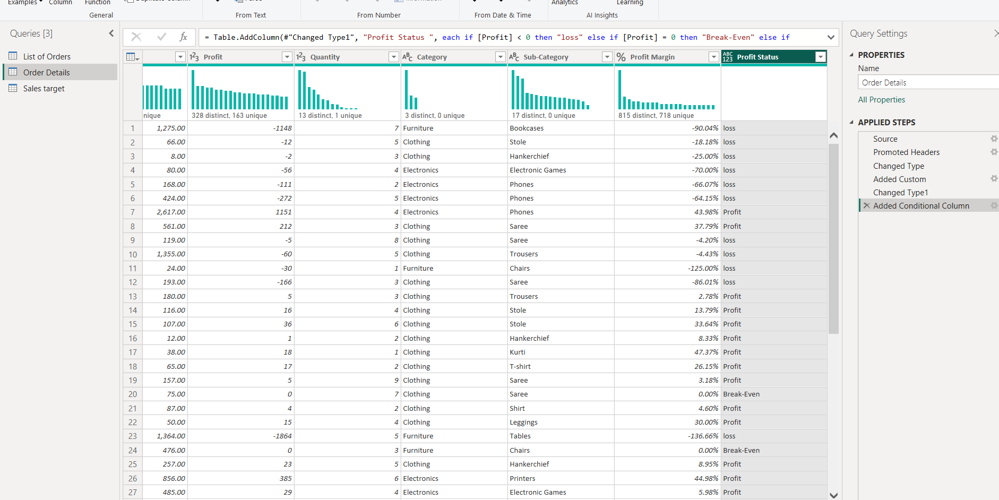 Examples Column Function Analytics Learning
General From Text From Number From Date & Time AI Insights
Queries [3]
List of Orders
Order Details
Sales target
fx = Table.AddColumn(#"Changed Type1", "Profit Status ", each if [Profit] < 0 then "loss" else if [Profit] = 0 then "Break-Even" else if
123 Profit 123 Quantity ABC Category ABC Sub-Category % Profit Margin ABC 123 Profit Status
nique 328 distinct, 163 unique 13 distinct, 1 unique 3 distinct, 0 unique 17 distinct, 0 unique 815 distinct, 718 unique
1 1,275.00 -1148 7 Furniture Bookcases -90.04% loss
2 66.00 -12 5 Clothing Stole -18.18% loss
3 8.00 -2 3 Clothing Hankerchief -25.00% loss
4 80.00 -56 4 Electronics Electronic Games -70.00% loss
5 168.00 -111 2 Electronics Phones -66.07% loss
6 424.00 -272 5 Electronics Phones -64.15% loss
7 2,617.00 1151 4 Electronics Phones 43.98% Profit
8 561.00 212 3 Clothing Saree 37.79% Profit
9 119.00 -5 8 Clothing Saree -4.20% loss
10 1,355.00 -60 5 Clothing Trousers -4.43% loss
11 24.00 -30 1 Furniture Chairs -125.00% loss
12 193.00 -166 3 Clothing Saree -86.01% loss
13 180.00 5 3 Clothing Trousers 2.78% Profit
14 116.00 16 4 Clothing Stole 13.79% Profit
15 107.00 36 6 Clothing Stole 33.64% Profit
16 12.00 1 2 Clothing Hankerchief 8.33% Profit
17 38.00 18 1 Clothing Kurti 47.37% Profit
18 65.00 17 2 Clothing T-shirt 26.15% Profit
19 157.00 5 9 Clothing Saree 3.18% Profit
20 75.00 0 7 Clothing Saree 0.00% Break-Even
21 87.00 4 2 Clothing Shirt 4.60% Profit
22 50.00 15 4 Clothing Leggings 30.00% Profit
23 1,364.00 -1864 5 Furniture Tables -136.66% loss
24 476.00 0 3 Furniture Chairs 0.00% Break-Even
25 257.00 23 5 Clothing Hankerchief 8.95% Profit
26 856.00 385 6 Electronics Printers 44.98% Profit
27 485.00 29 4 Electronics Electronic Games 5.98% Profit
Query Settings
PROPERTIES
Name
Order Details
All Properties
APPLIED STEPS
Source
Promoted Headers
Changed Type
Added Custom
Changed Type1
Added Conditional Column